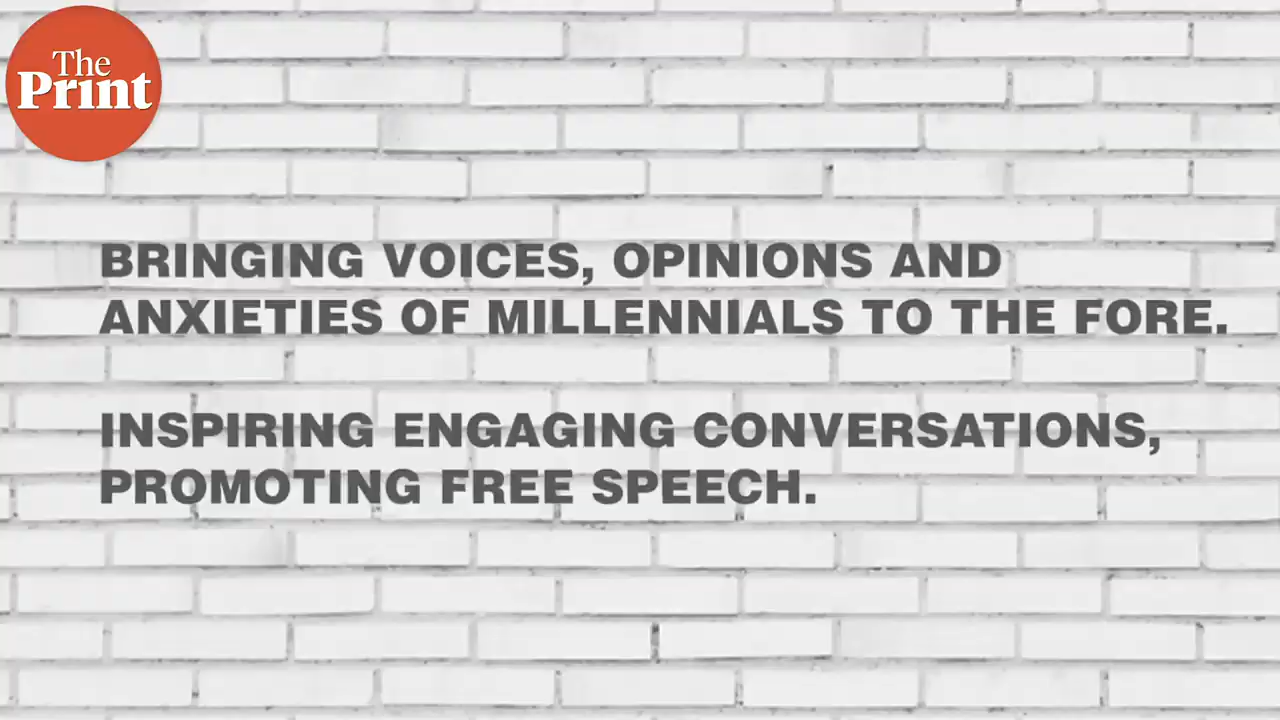 The
Print
BRINGING VOICES, OPINIONS AND
ANXIETIES OF MILLENNIALS TO THE FORE.
INSPIRING ENGAGING CONVERSATIONS,
PROMOTING FREE SPEECH.